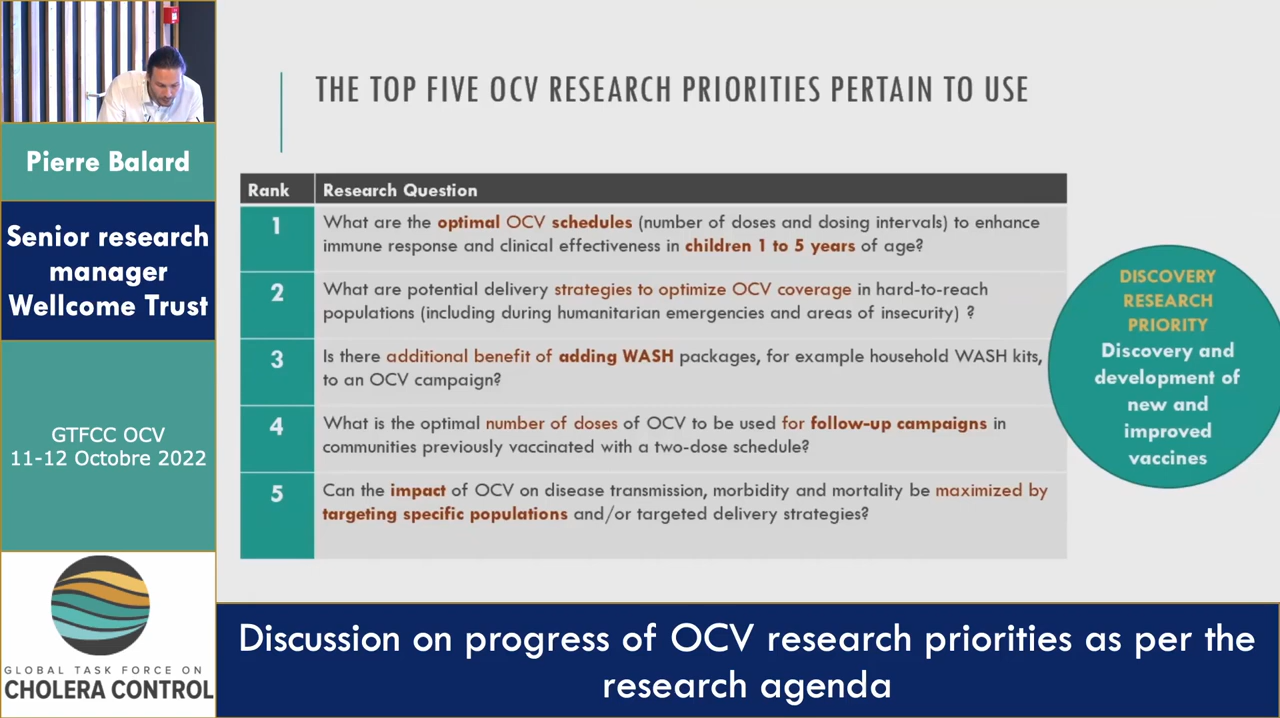 Pierre Balard
Senior research
manager
Wellcome Trust
GTFCC OCV
11-12 Octobre 2022
GLOBAL TASK FORCE ON
CHOLERA CONTROL
THE TOP FIVE OCV RESEARCH PRIORITIES PERTAIN TO USE
Rank Research Question
1 What are the optimal OCV schedules (number of doses and dosing intervals) to enhance
immune response and clinical effectiveness in children 1 to 5 years of age?
2 What are potential delivery strategies to optimize OCV coverage in hard-to-reach
populations (including during humanitarian emergencies and areas of insecurity) ?
3 Is there additional benefit of adding WASH packages, for example household WASH kits,
to an OCV campaign?
4 What is the optimal number of doses of OCV to be used for follow-up campaigns in
communities previously vaccinated with a two-dose schedule?
5 Can the impact of OCV on disease transmission, morbidity and mortality be maximized by
targeting specific populations and/or targeted delivery strategies?
DISCOVERY
RESEARCH
PRIORITY
Discovery and
development of
new and
improved
vaccines
Discussion on progress of OCV research priorities as per the
research agenda